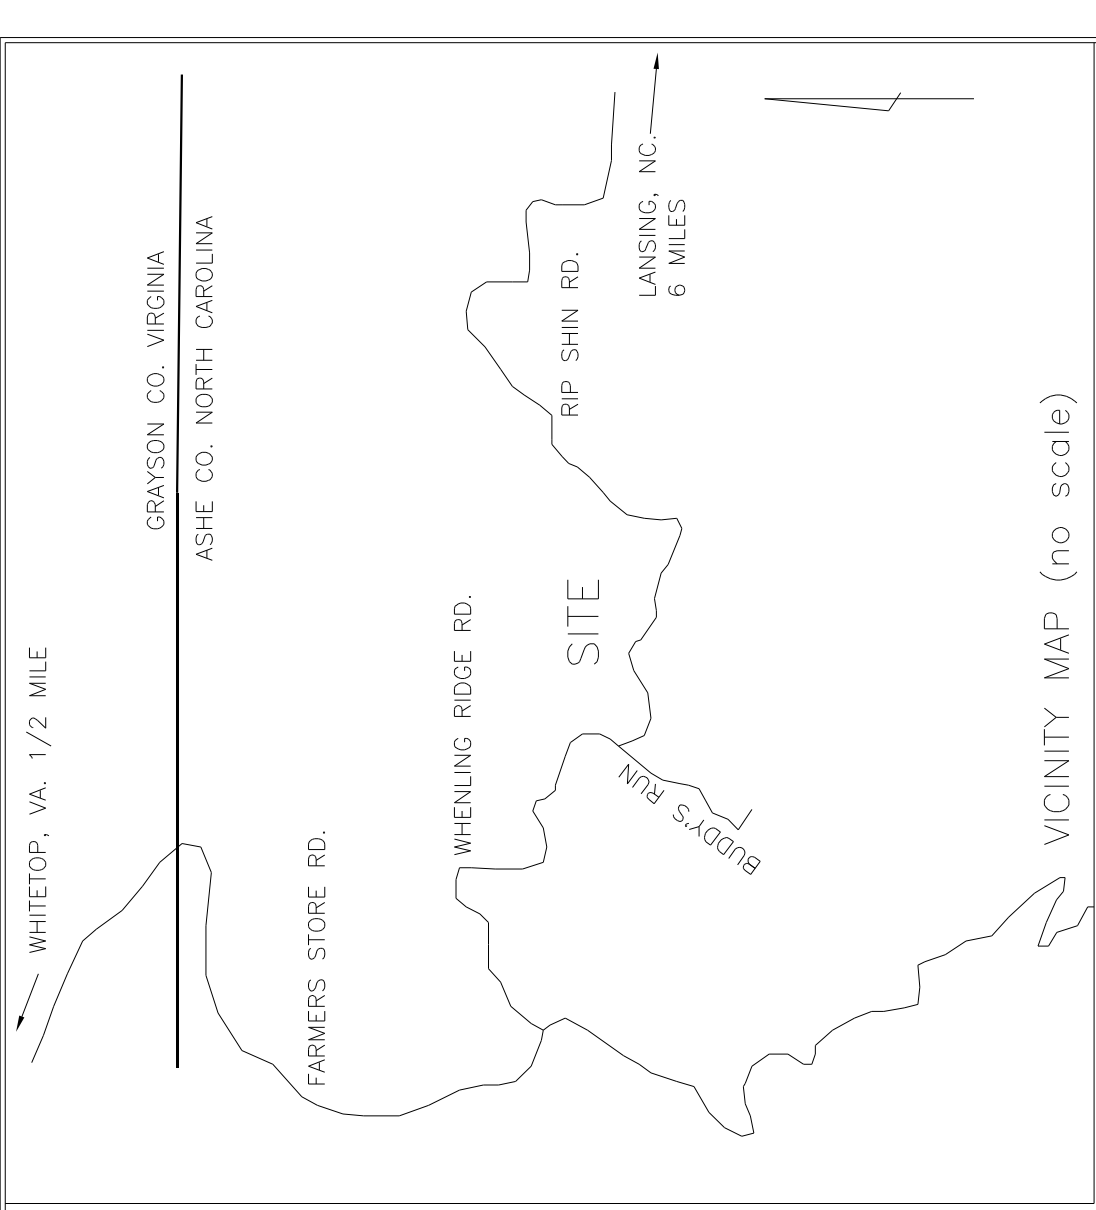 WHITETOP, VA. 1/2 MILE
GRAYSON CO. VIRGINIA
ASHE CO. NORTH CAROLINA
FARMERS STORE RD.
WHENLING RIDGE RD.
RIP SHIN RD.
SITE
LANSING, NC.
6 MILES
BUDDY'S RUN
VICINITY MAP (no scale)